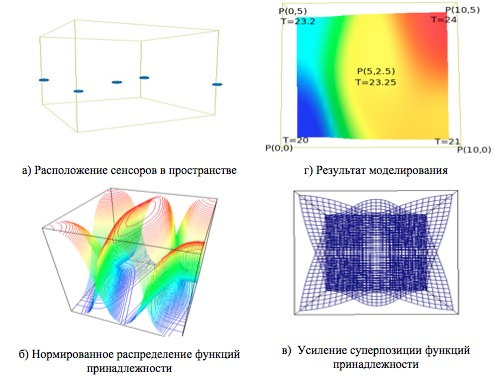 P(0,5)
T=23.2
P(10,5)
T=24
P(5,2.5)
T=23.25
T=20
P(0,0)
T=21
P(10,0)
а) Расположение сенсоров в пространстве
г) Результат моделирования
б) Нормированное распределение функций
принадлежности
в) Усиление суперпозиции функций
принадлежности